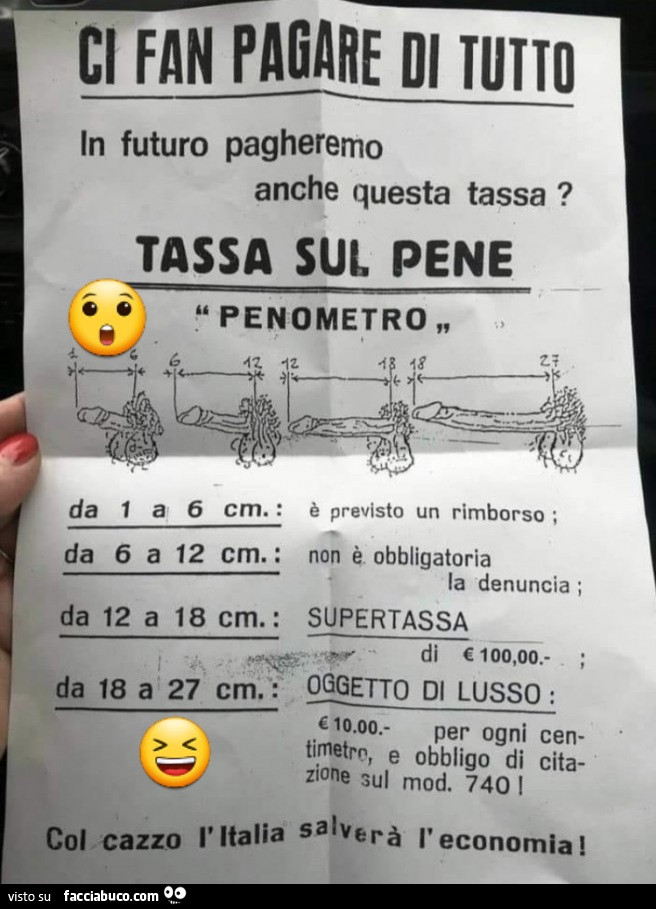 CI FAN PAGARE DI TUTTO
In futuro pagheremo
anche questa tassa ?
TASSA SUL PENE
“ PENOMETRO „
1 6 6 12 12 18 18 27
da 1 a 6 cm. : è previsto un rimborso ;
da 6 a 12 cm. : non è obbligatoria
la denuncia ;
da 12 a 18 cm. : SUPERTASSA
di € 100,00.- . ;
da 18 a 27 cm. : OGGETTO DI LUSSO :
€ 10.00.- per ogni cen-
timetro, e obbligo di cita-
zione sul mod. 740 !
Col cazzo l'Italia salverà l'economia!
visto su facciabuco.com